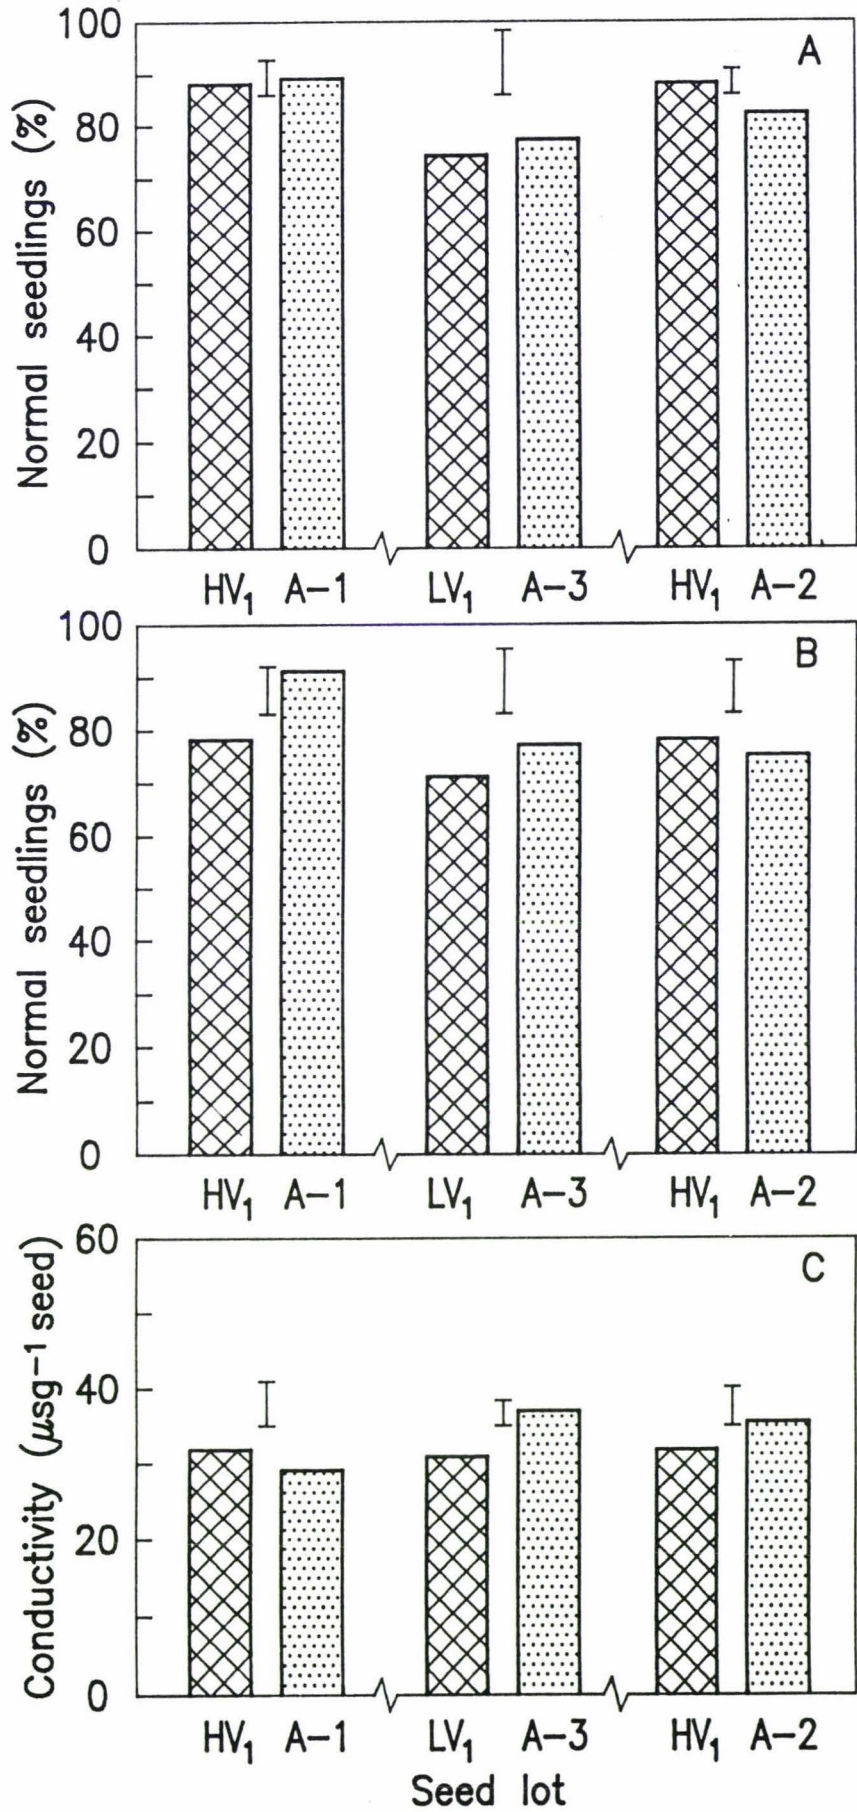 100
A
80
60
40
20
0
Normal seedlings (%)
HV₁ A-1 LV₁ A-3 HV₁ A-2
100
B
80
60
40
20
0
Normal seedlings (%)
HV₁ A-1 LV₁ A-3 HV₁ A-2
60
C
40
20
0
Conductivity (μsg⁻¹ seed)
HV₁ A-1 LV₁ A-3 HV₁ A-2
Seed lot